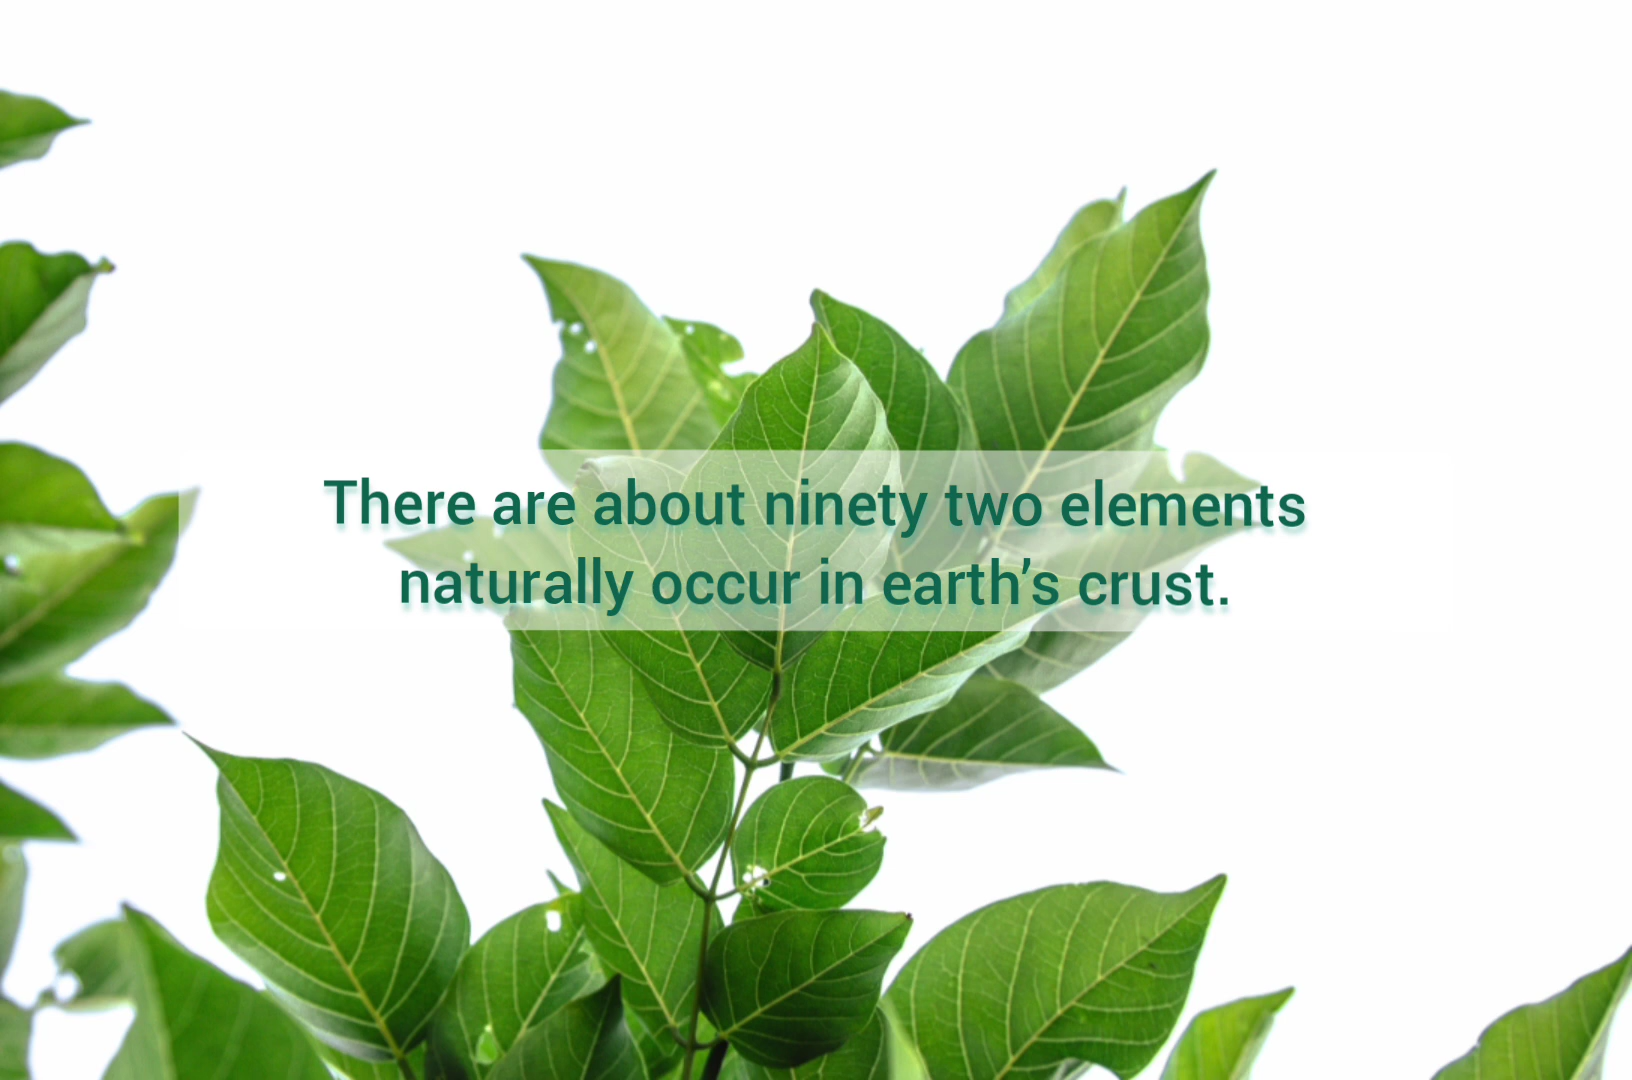 There are about ninety two elements
naturally occur in earth’s crust.